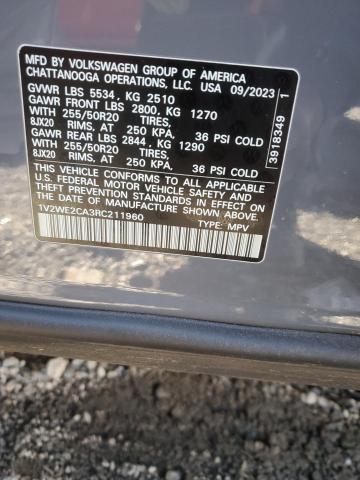 MFD BY VOLKSWAGEN GROUP OF AMERICA
CHATTANOOGA OPERATIONS, LLC. USA 09/2023
GVWR LBS 5534, KG 2510
GAWR FRONT LBS 2800, KG 1270
WITH 255/50R20 TIRES,
8JX20 RIMS, AT 250 KPA, 36 PSI COLD
GAWR REAR LBS 2844, KG 1290
WITH 255/50R20 TIRES,
8JX20 RIMS, AT 250 KPA, 36 PSI COLD
THIS VEHICLE CONFORMS TO ALL APPLICABLE
U.S. FEDERAL MOTOR VEHICLE SAFETY AND
THEFT PREVENTION STANDARDS IN EFFECT ON
THE DATE OF MANUFACTURE SHOWN ABOVE.
1V2WE2CA3RC211960 TYPE: MPV
3918349 1